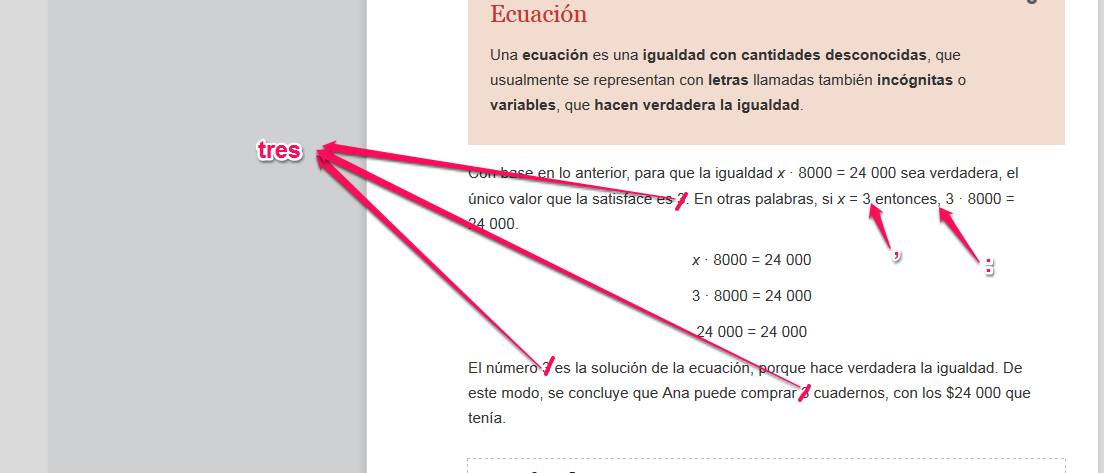 Ecuación
Una ecuación es una igualdad con cantidades desconocidas, que
usualmente se representan con letras llamadas también incógnitas o
variables, que hacen verdadera la igualdad.
tres
Con base en lo anterior, para que la igualdad x · 8000 = 24 000 sea verdadera, el
único valor que la satisface es 3. En otras palabras, si x = 3 entonces, 3 · 8000 =
24 000.
,
:
x · 8000 = 24 000
3 · 8000 = 24 000
24 000 = 24 000
El número 3 es la solución de la ecuación, porque hace verdadera la igualdad. De
este modo, se concluye que Ana puede comprar 3 cuadernos, con los $24 000 que
tenía.